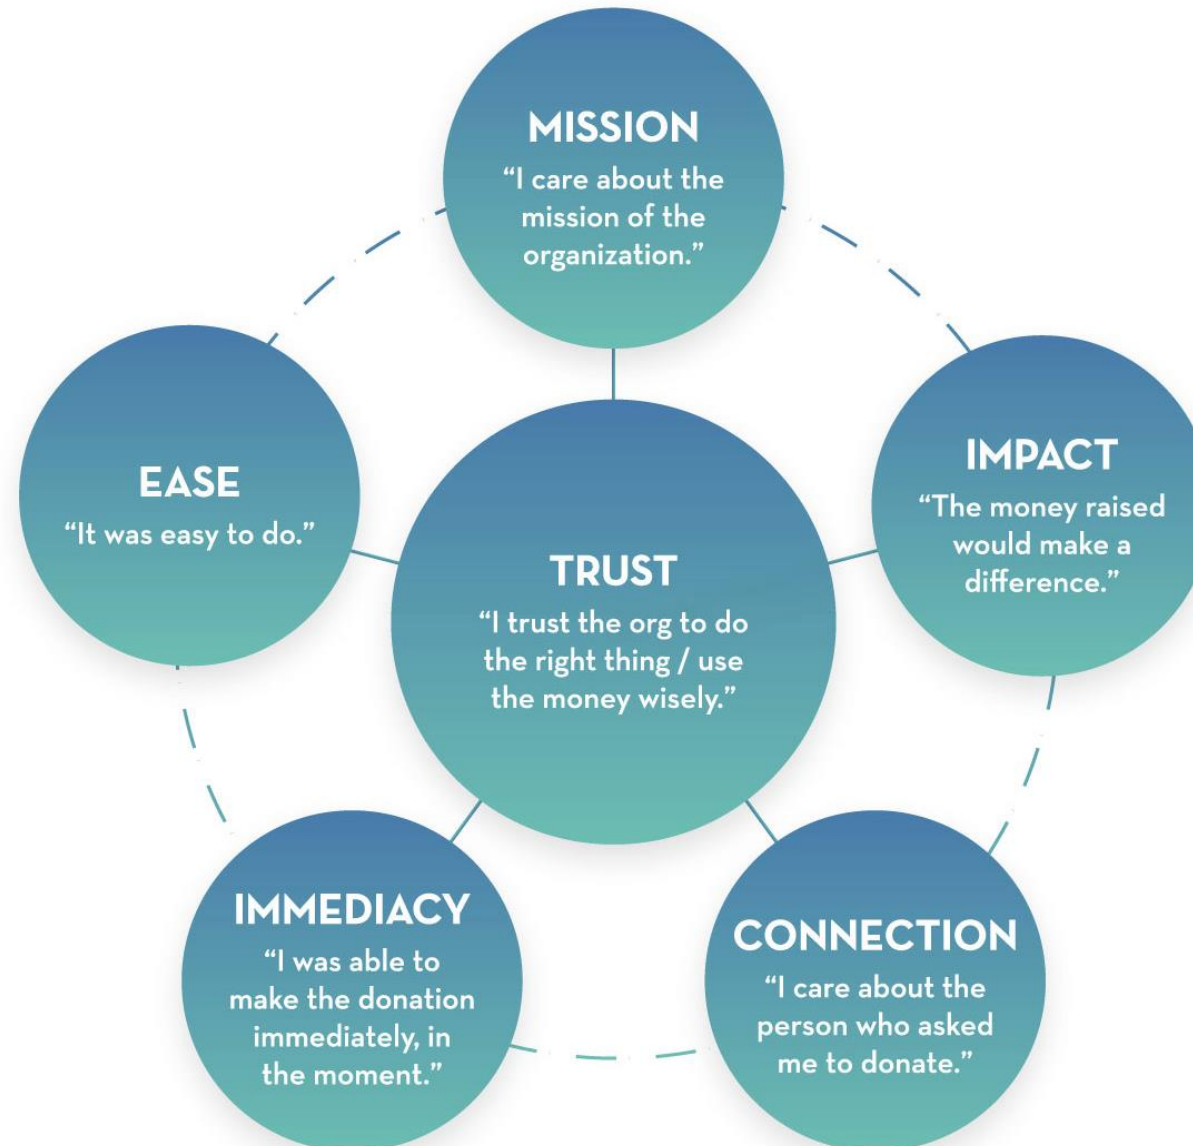 MISSION
“I care about the
mission of the
organization.”
EASE
“It was easy to do.”
IMPACT
“The money raised
would make a
difference.”
TRUST
“I trust the org to do
the right thing / use
the money wisely.”
IMMEDIACY
“I was able to
make the donation
immediately, in
the moment.”
CONNECTION
“I care about the
person who asked
me to donate.”